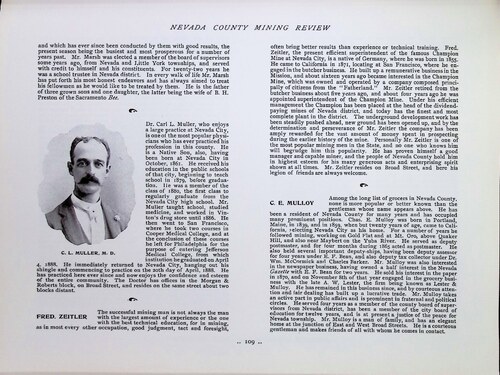 NEVADA COUNTY MINING REVIEW
and which has ever since been conducted by them with good results, the
present season being the busiest and most prosperous for a number of
years past. Mr. Marsh was elected a member of the board of supervisors
some years ago, from Nevada and Little York townships, and served
with credit to himself and his constituents. For twenty-two years he
was a school trustee in Nevada district. In every walk of life Mr. Marsh
has put forth his most honest endeavors and has always aimed to treat
his fellowmen as he would like to be treated by them. He is the father
of three grown sons and one daughter, the latter being the wife of R. H.
Preston of the Sacramento Bee.
Dr. Carl L. Muller, who enjoys
a large practice at Nevada City,
is one of the most popular physi-
cians who has ever practiced his
profession in this county. He
is a Native Son, also, having
been born at Nevada City in
October, 1861. He received
his education in the public schools
of that city, beginning to teach
school in 1879, before gradua-
tion. He was a member of the
class of 1880, the first class to
regularly graduate from the
Nevada City high school. Mr.
Muller taught school, studied
medicine, and worked in Vin-
ton's drug store until 1886. He
then went to San Francisco,
where he took two courses in
Cooper Medical College, and at
the conclusion of these courses
he left for Philadelphia for the
purpose of entering Jefferson
Medical College, from which
institution he graduated on April
C. L. MULLER, M. D.
4, 1888. He immediately returned to Nevada City, hanging out his
shingle and commencing to practice on the 20th day of April, 1888. He
has practiced here ever since and now enjoys the confidence and esteem
of the entire community. The Doctor has offices in the Morgan &
Roberts block, on Broad Street, and resides on the same street about two
blocks distant.
FRED. ZEITLER
The successful mining man is not always the man
with the largest amount of experience or the one
with the best technical education, for in mining,
as in most every other occupation, good judgment, tact and foresight,
often bring better results than experience or technical training. Fred.
Zeitler, the present efficient superintendent of the famous Champion
Mine at Nevada City, is a native of Germany, where he was born in 1855.
He came to California in 1871, locating at San Francisco, where he en-
gaged in the butcher business. He built up a remunerative business in the
Mission, and about sixteen years ago became interested in the Champion
mine, which was owned and operated by a company composed princi-
pally of citizens from the "Fatherland." Mr. Zeitler retired from the
butcher business about five years ago, and about four years ago he was
appointed superintendent of the Champion Mine. Under his efficient
management the Champion has been placed at the head of the dividend-
paying mines of Nevada district, and today has the finest and most
complete plant in the district. The underground development work has
been steadily pushed ahead, new ground has been opened up, and by the
determination and perseverance of Mr. Zeitler the company has been
amply rewarded for the vast amount of money spent in prospecting
during the earlier history of the mine. Personally Mr. Zeitler is one of
the most popular mining men in the State, and no one who knows him
will begrudge him this popularity. He has proven himself a good
manager and capable miner, and the people of Nevada County hold him
in highest esteem for his many generous acts and enterprising spirit
shown at all times. Mr. Zeitler resides on Broad Street, and here his
legion of friends are always welcome.
C. E. MULLOY
Among the long list of grocers in Nevada County,
none is more popular or better known than the
gentleman whose name appears above. He has
been a resident of Nevada County for many years and has occupied
many prominent positions. Chas. E. Mulloy was born in Portland,
Maine, in 1839, and in 1859, when but twenty years of age, came to Cali-
fornia, selecting Nevada City as his home. For a number of years he
followed mining, working on Gold Flat and at Mt. Oro, above Quaker
Hill, and also near Maybert on the Yuba River. He served as deputy
postmaster, and for four months during 1865 acted as postmaster. He
also held several other official clerkships, having been deputy assessor
for four years under E. F. Bean, and also deputy tax collector under Dr.
Wm. McCormick and Charles Barker. Mr. Mulloy was also interested
in the newspaper business, having owned a half interest in the Nevada
Gazette with E. F. Bean for two years. He sold his interest in the paper
in 1870, and on November 5th of that year engaged in the grocery busi-
ness with the late A. W. Lester, the firm being known as Lester &
Mulloy. He has remained in this business since, and by courteous atten-
tion and fair dealing has built up a lucrative trade. Mr. Mulloy takes
an active part in public affairs and is prominent in fraternal and political
circles. He served four years as a member of the county board of super-
visors from Nevada district, has been a member of the city board of
education for twelve years, and is at present a justice of the peace for
Nevada township. Mr. Mulloy is a man of family, and has an elegant
home at the junction of East and West Broad Streets. He is a courteous
gentleman and makes friends of all with whom he comes in contact.
109